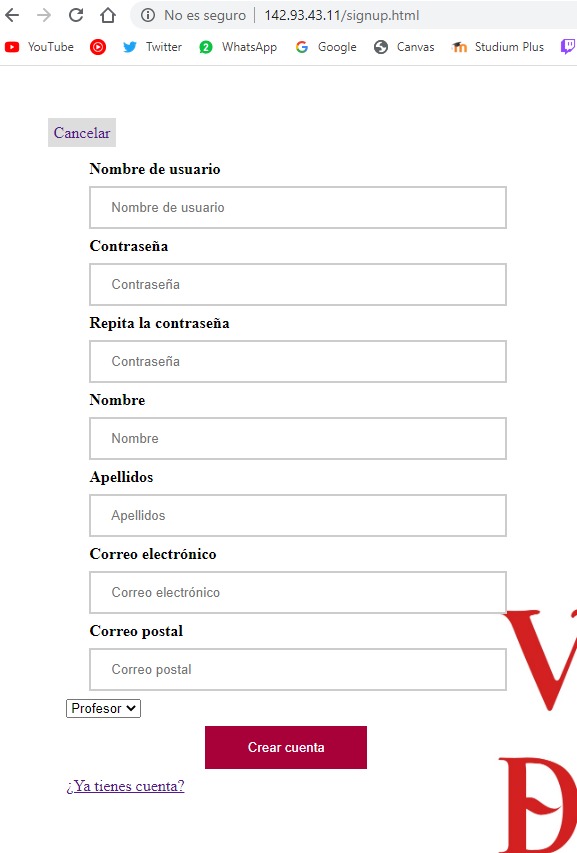 No es seguro | 142.93.43.11/signup.html
YouTube Twitter 2 WhatsApp Google Canvas Studium Plus
Cancelar
Nombre de usuario
Nombre de usuario
Contraseña
Contraseña
Repita la contraseña
Contraseña
Nombre
Nombre
Apellidos
Apellidos
Correo electrónico
Correo electrónico
Correo postal
Correo postal
Profesor
Crear cuenta
¿Ya tienes cuenta?
V
D